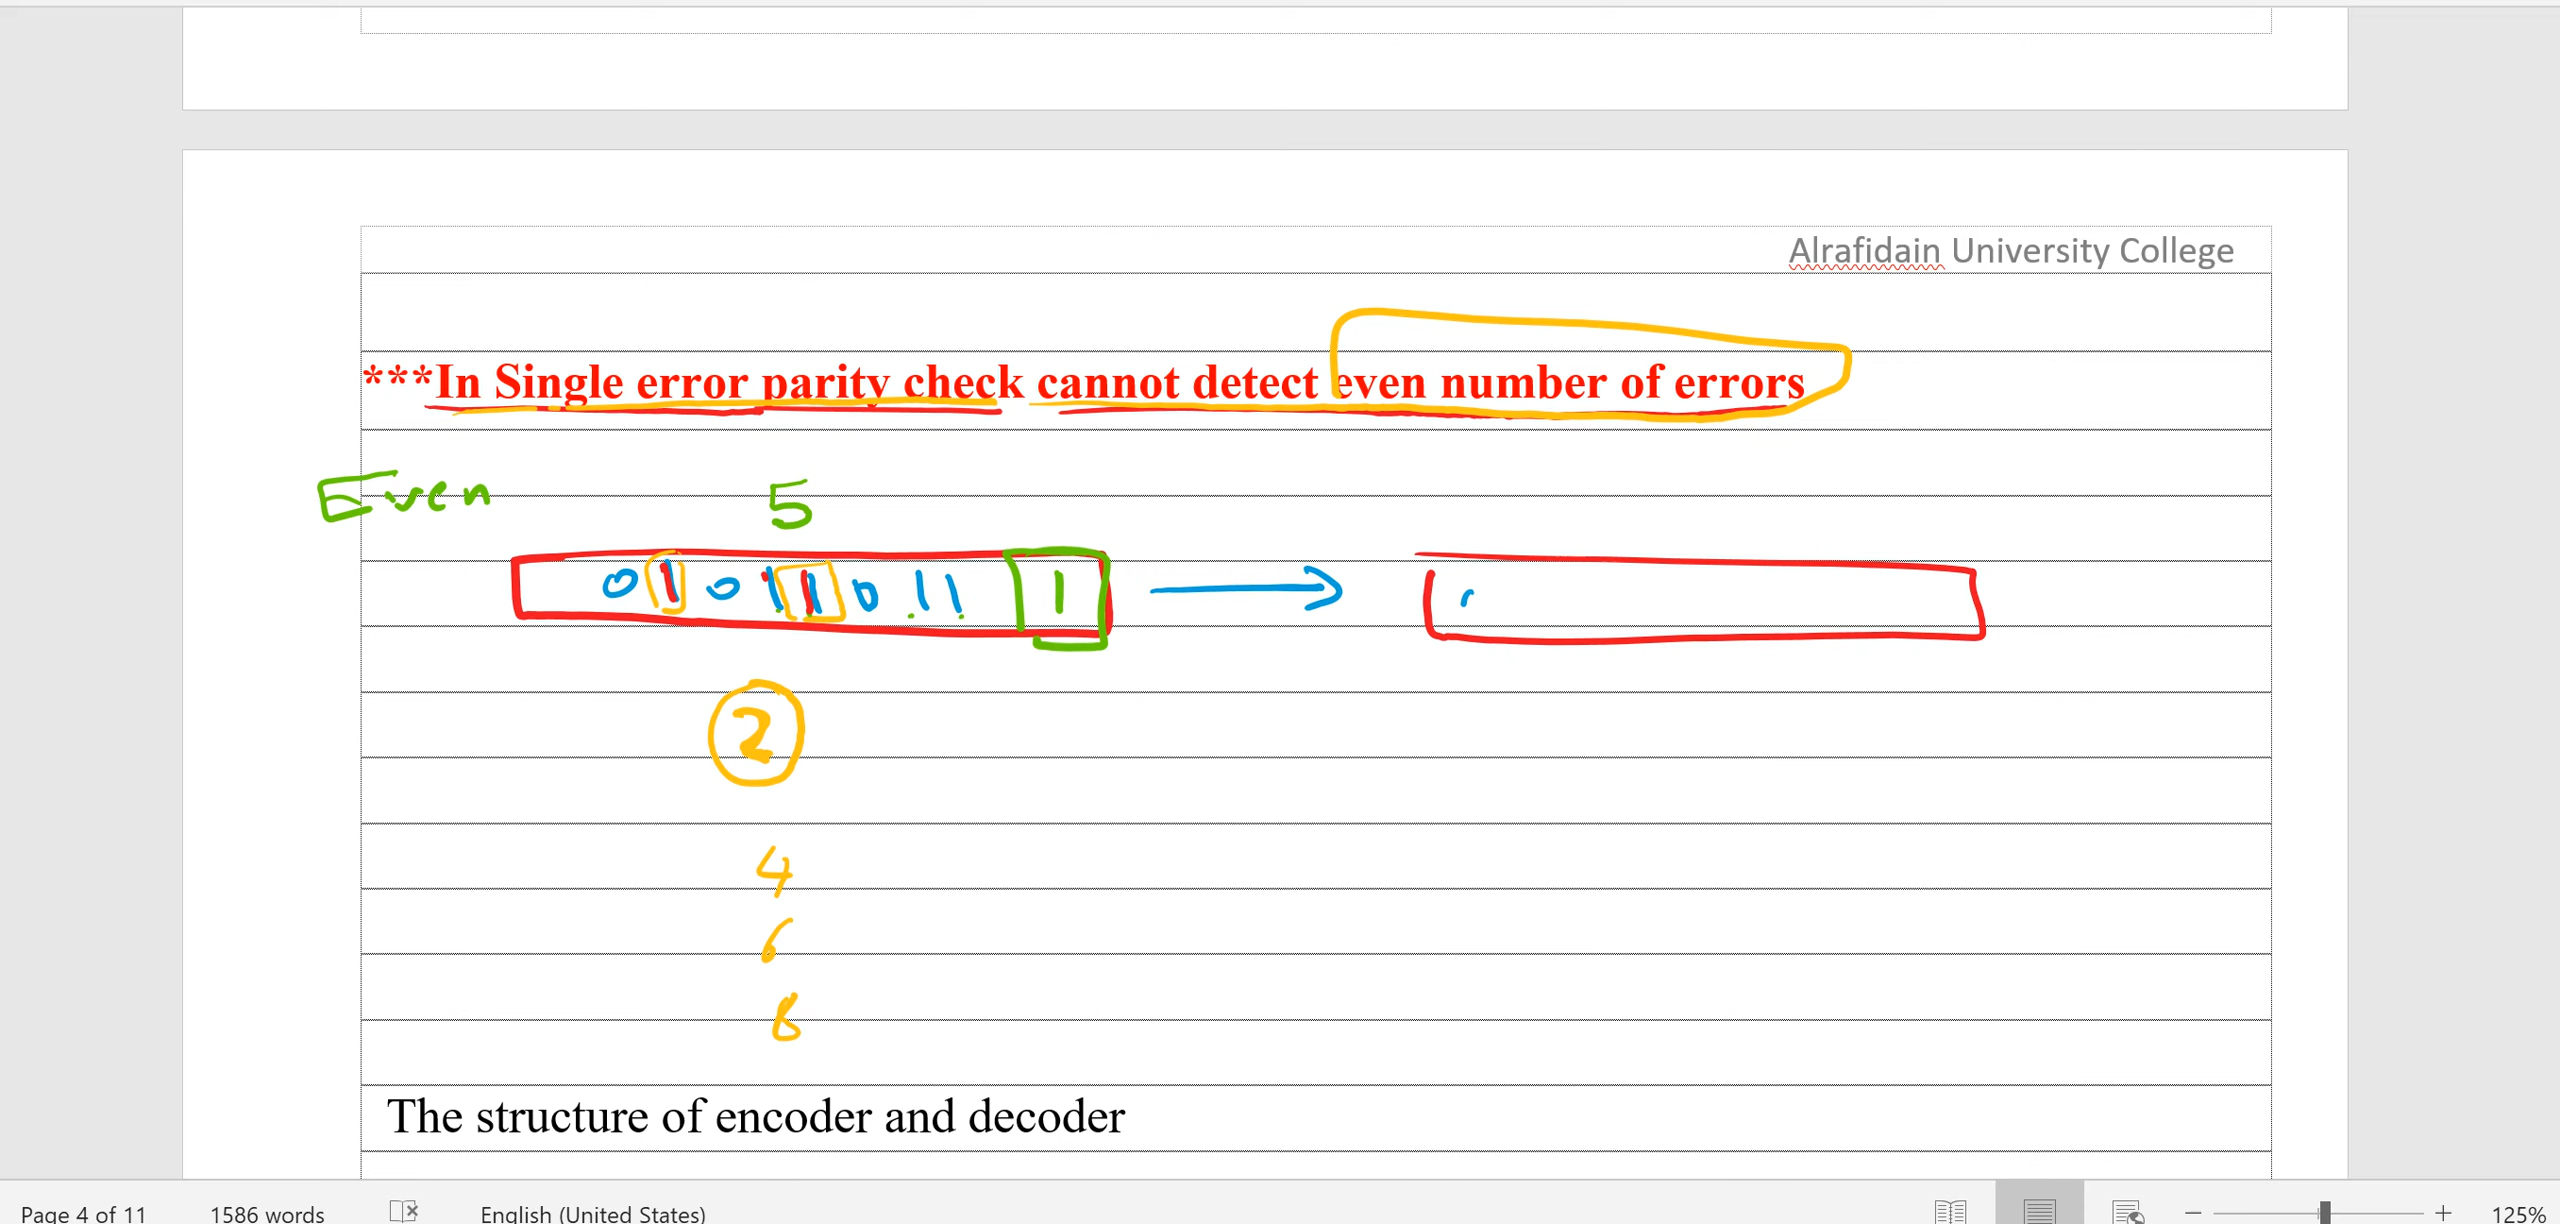 Alrafidain University College
***In Single error parity check cannot detect even number of errors
Even 5
0 1 0 1 1 0 1 1 1
2
4
6
8
The structure of encoder and decoder
Page 4 of 11 1586 words English (United States) 125%